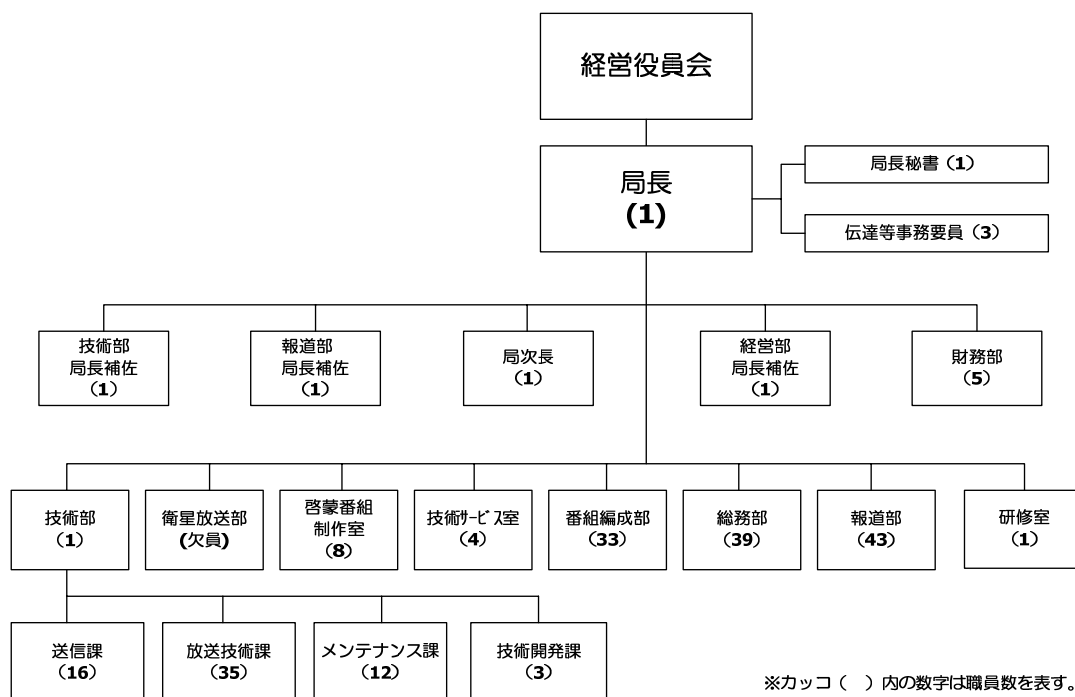 経営役員会
局長
(1)
局長秘書（1）
伝達等事務要員（3）
技術部
局長補佐
（1）
報道部
局長補佐
（1）
局次長
（1）
経営部
局長補佐
（1）
財務部
（5）
技術部
（1）
衛星放送部
(欠員)
啓蒙番組
制作室
（8）
技術ｻｰﾋﾞｽ室
（4）
番組編成部
（33）
総務部
（39）
報道部
（43）
研修室
（1）
送信課
（16）
放送技術課
（35）
メンテナンス課
（12）
技術開発課
（3）
※カッコ（　）内の数字は職員数を表す。